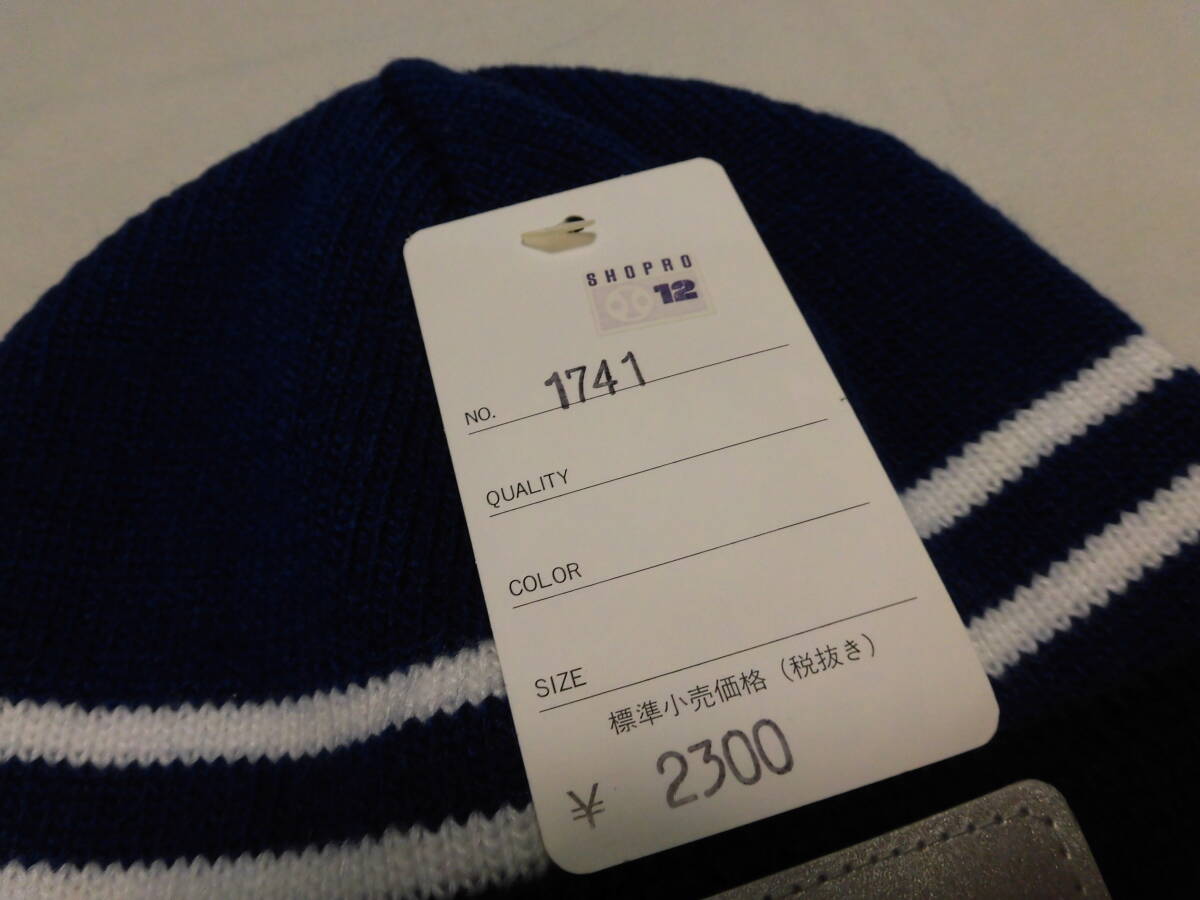 SHOPRO
12
NO. 1741
QUALITY
COLOR
SIZE
標準小売価格（税抜き）
¥ 2300